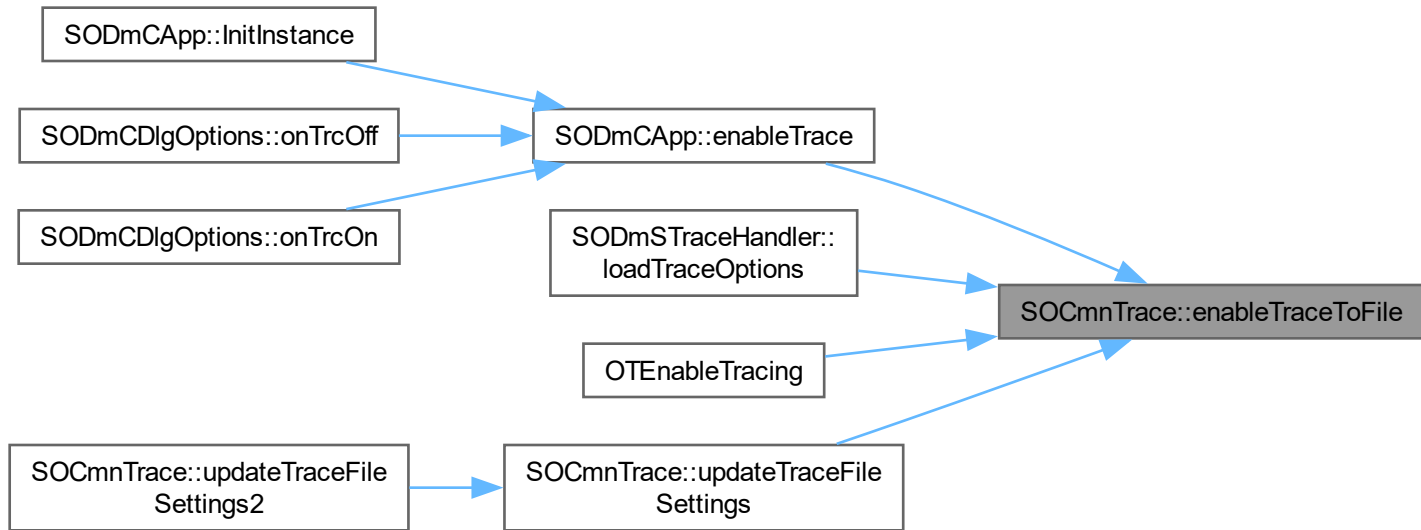 SODmCApp::InitInstance
SODmCDlgOptions::onTrcOff
SODmCApp::enableTrace
SODmCDlgOptions::onTrcOn
SODmSTraceHandler::
loadTraceOptions
SOCmnTrace::enableTraceToFile
OTEnableTracing
SOCmnTrace::updateTraceFile
Settings2
SOCmnTrace::updateTraceFile
Settings